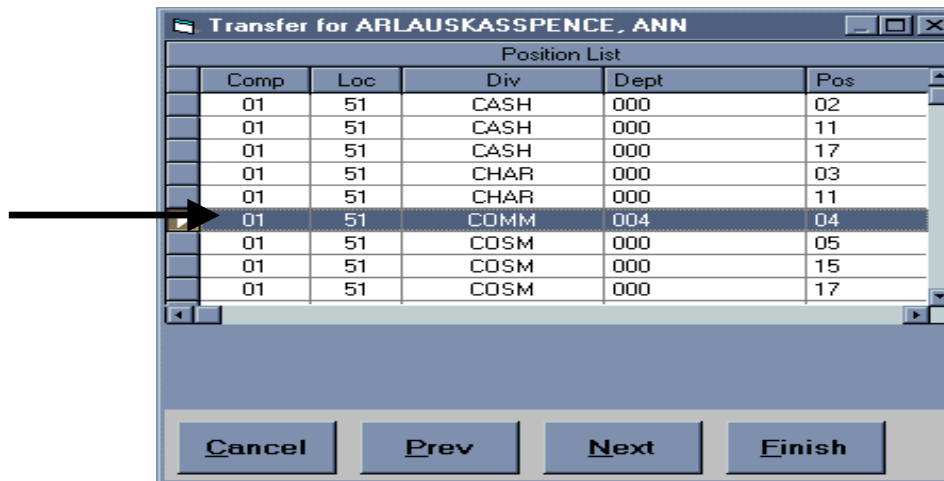 Transfer for ARLAUSKASSPENCE, ANN
Position List
Comp Loc Div Dept Pos
01 51 CASH 000 02
01 51 CASH 000 11
01 51 CASH 000 17
01 51 CHAR 000 03
01 51 CHAR 000 11
01 51 COMM 004 04
01 51 COSM 000 05
01 51 COSM 000 15
01 51 COSM 000 17
Cancel Prev Next Finish